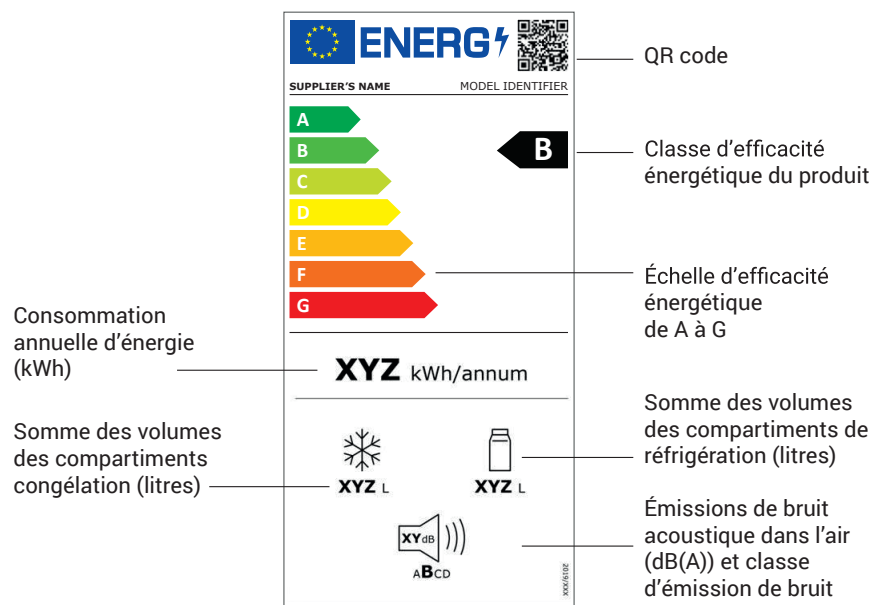 ENERG
QR code
SUPPLIER'S NAME MODEL IDENTIFIER
A
B
B
Classe d'efficacité
énergétique du produit
C
D
E
F
Échelle d'efficacité
énergétique
de A à G
G
Consommation
annuelle d'énergie
(kWh)
XYZ kWh/annum
Somme des volumes
des compartiments
congélation (litres)
XYZ L
XYZ L
Somme des volumes
des compartiments de
réfrigération (litres)
XY dB
ABCD
Émissions de bruit
acoustique dans l'air
(dB(A)) et classe
d'émission de bruit
2019/XXX